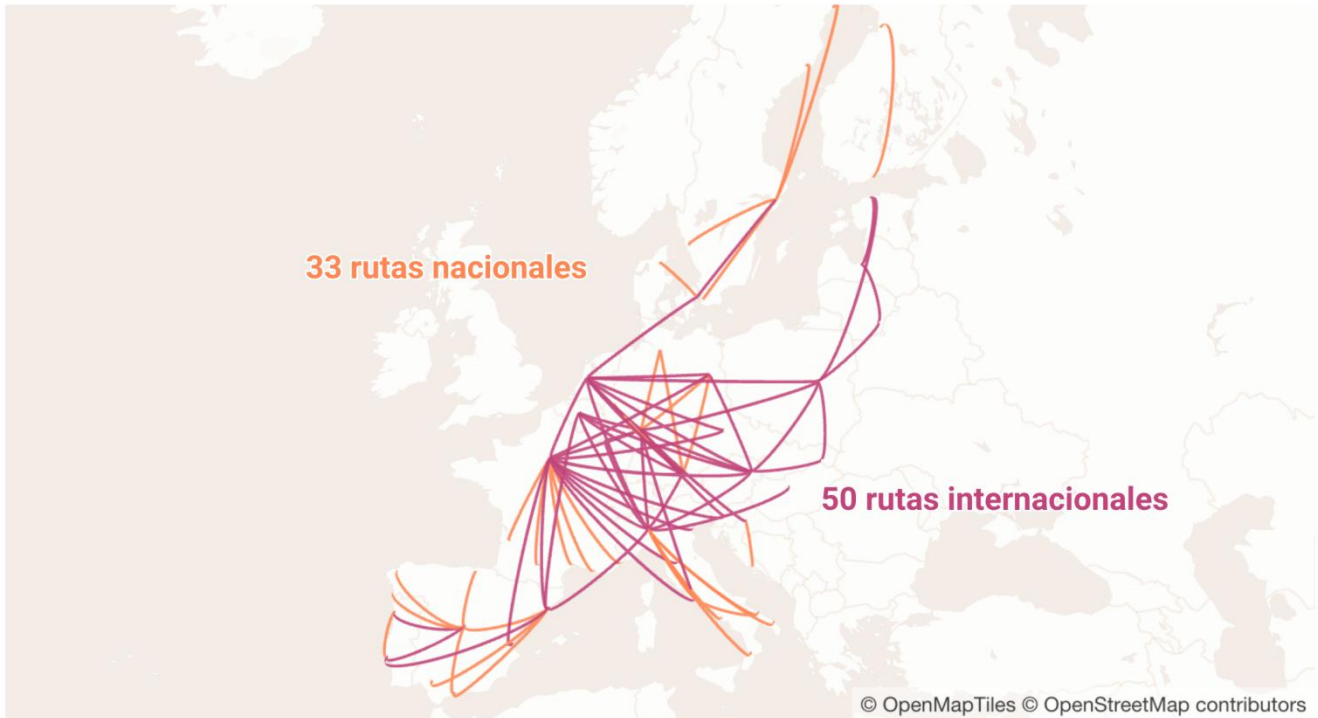 33 rutas nacionales
50 rutas internacionales
© OpenMapTiles © OpenStreetMap contributors